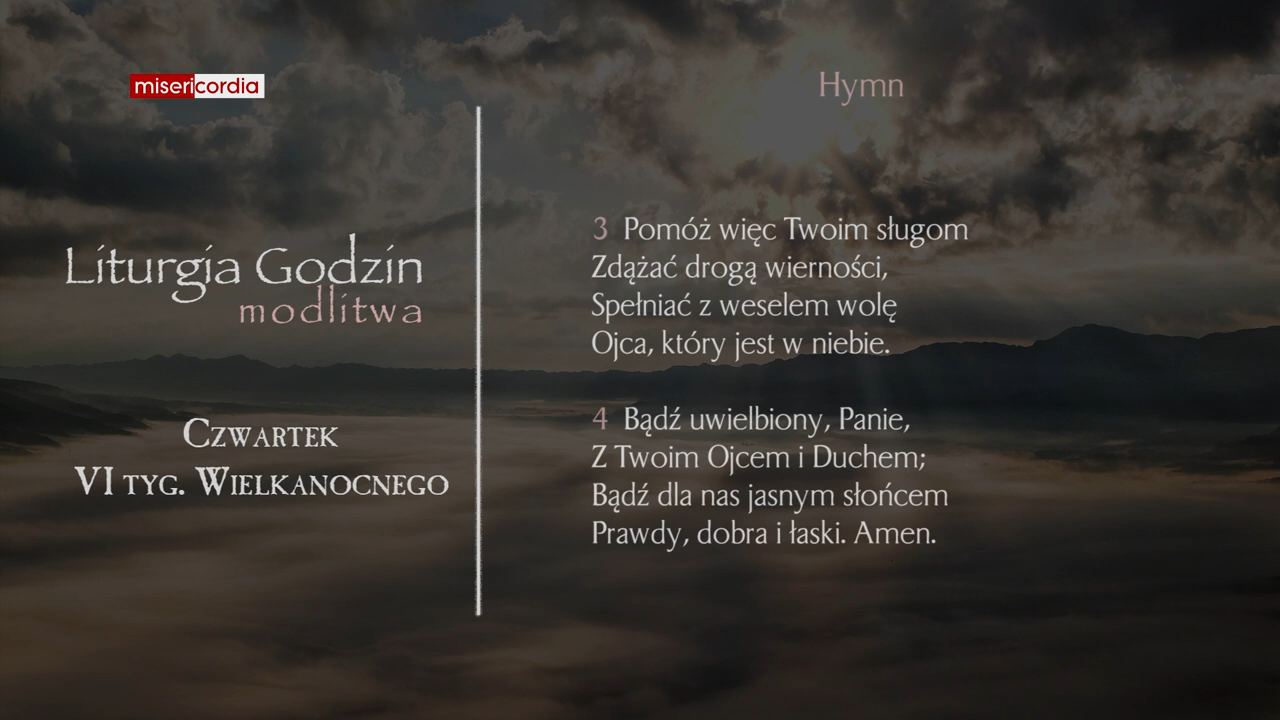 misericordia
Liturgia Godzin
modlitwa
Czwartek
VI tyg. Wielkanocnego
Hymn
3 Pomóż więc Twoim sługom
Zdążać drogą wierności,
Spełniać z weselem wolę
Ojca, który jest w niebie.
4 Bądź uwielbiony, Panie,
Z Twoim Ojcem i Duchem;
Bądź dla nas jasnym słońcem
Prawdy, dobra i łaski. Amen.